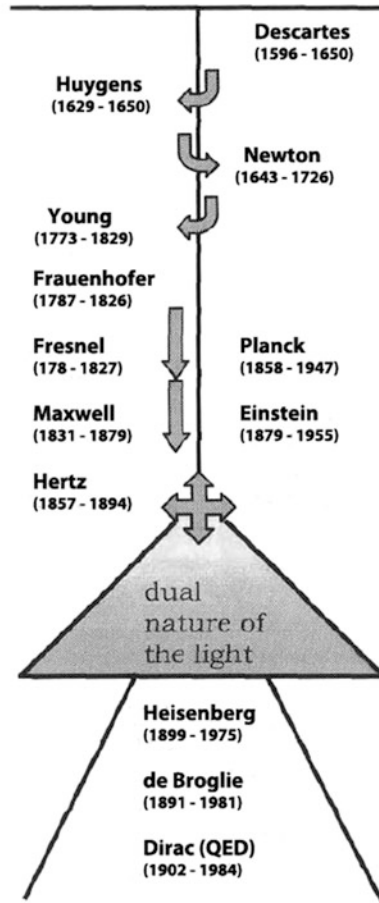 Descartes
(1596 - 1650)
Huygens
(1629 - 1650)
Newton
(1643 - 1726)
Young
(1773 - 1829)
Frauenhofer
(1787 - 1826)
Fresnel
(178 - 1827)
Planck
(1858 - 1947)
Maxwell
(1831 - 1879)
Einstein
(1879 - 1955)
Hertz
(1857 - 1894)
dual
nature of
the light
Heisenberg
(1899 - 1975)
de Broglie
(1891 - 1981)
Dirac (QED)
(1902 - 1984)